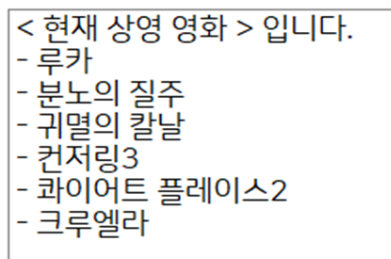 < 현재 상영 영화 > 입니다.
- 루카
- 분노의 질주
- 귀멸의 칼날
- 컨저링3
- 콰이어트 플레이스2
- 크루엘라